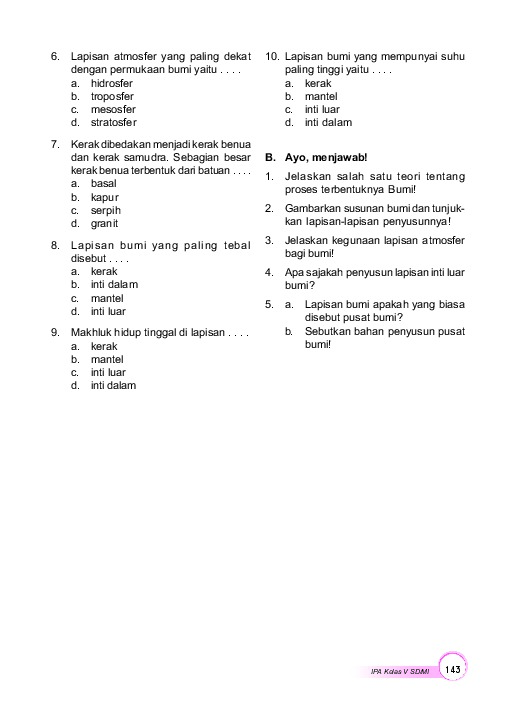 6. Lapisan atmosfer yang paling dekat
dengan permukaan bumi yaitu . . . .
a. hidrosfer
b. troposfer
c. mesosfer
d. stratosfer
7. Kerak dibedakan menjadi kerak benua
dan kerak samudra. Sebagian besar
kerak benua terbentuk dari batuan . . . .
a. basal
b. kapur
c. serpih
d. granit
8. Lapisan bumi yang paling tebal
disebut . . . .
a. kerak
b. inti dalam
c. mantel
d. inti luar
9. Makhluk hidup tinggal di lapisan . . . .
a. kerak
b. mantel
c. inti luar
d. inti dalam
10. Lapisan bumi yang mempunyai suhu
paling tinggi yaitu . . . .
a. kerak
b. mantel
c. inti luar
d. inti dalam
B. Ayo, menjawab!
1. Jelaskan salah satu teori tentang
proses terbentuknya Bumi!
2. Gambarkan susunan bumi dan tunjuk-
kan lapisan-lapisan penyusunnya!
3. Jelaskan kegunaan lapisan atmosfer
bagi bumi!
4. Apa sajakah penyusun lapisan inti luar
bumi?
5. a. Lapisan bumi apakah yang biasa
disebut pusat bumi?
b. Sebutkan bahan penyusun pusat
bumi!
IPA Kelas V SD/MI 143